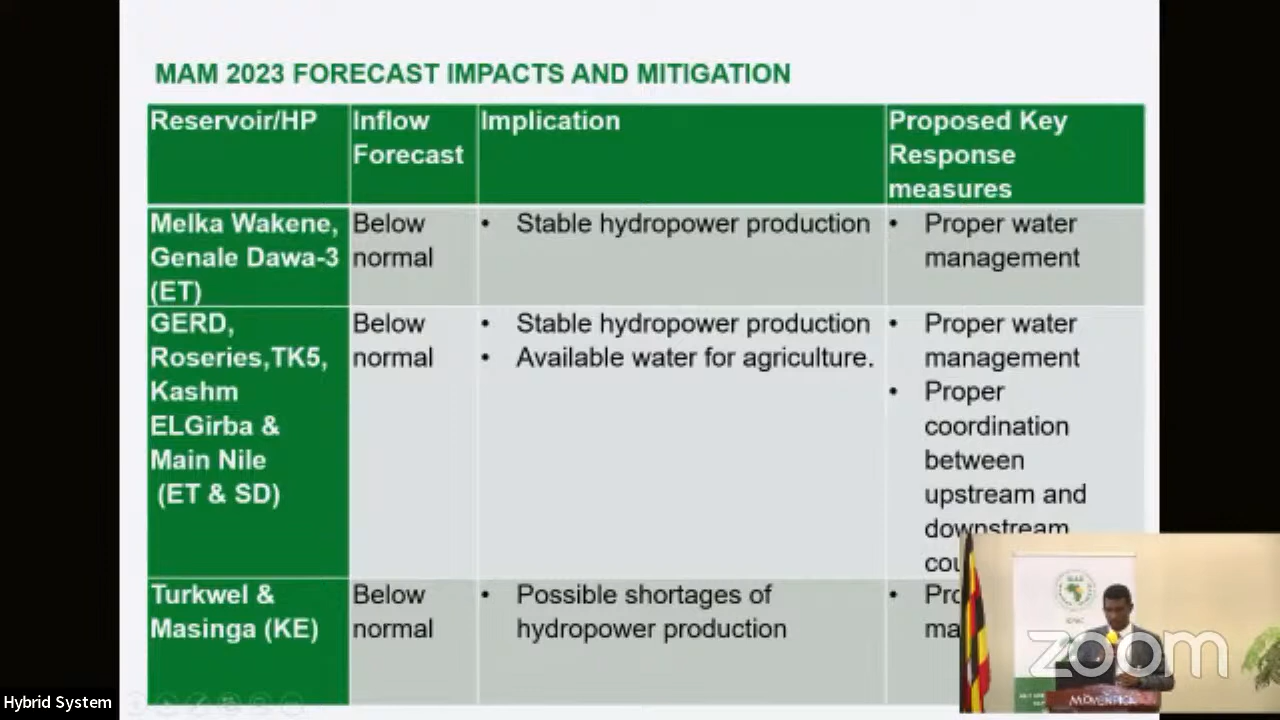 MAM 2023 FORECAST IMPACTS AND MITIGATION
Reservoir/HP
Inflow
Forecast
Implication
Proposed Key
Response
measures
Melka Wakene,
Genale Dawa-3
(ET)
Below
normal
• Stable hydropower production
• Proper water
management
GERD,
Roseries,TK5,
Kashm
ELGirba &
Main Nile
(ET & SD)
Below
normal
• Stable hydropower production
• Available water for agriculture.
• Proper water
management
• Proper
coordination
between
upstream and
downstream
Turkwel &
Masinga (KE)
Below
normal
• Possible shortages of
hydropower production
zoom
MÖVENPICK
Hybrid System